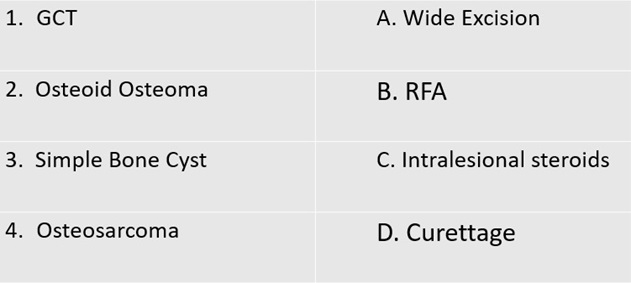 1. GCT
A. Wide Excision
2. Osteoid Osteoma
B. RFA
3. Simple Bone Cyst
C. Intralesional steroids
4. Osteosarcoma
D. Curettage